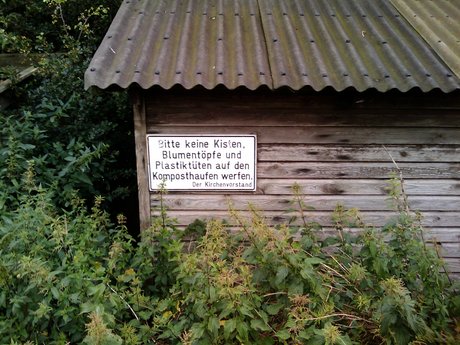 Bitte keine Kisten,
Blumentöpfe und
Plastiktüten auf den
Komposthaufen werfen.
Der Kirchenvorstand